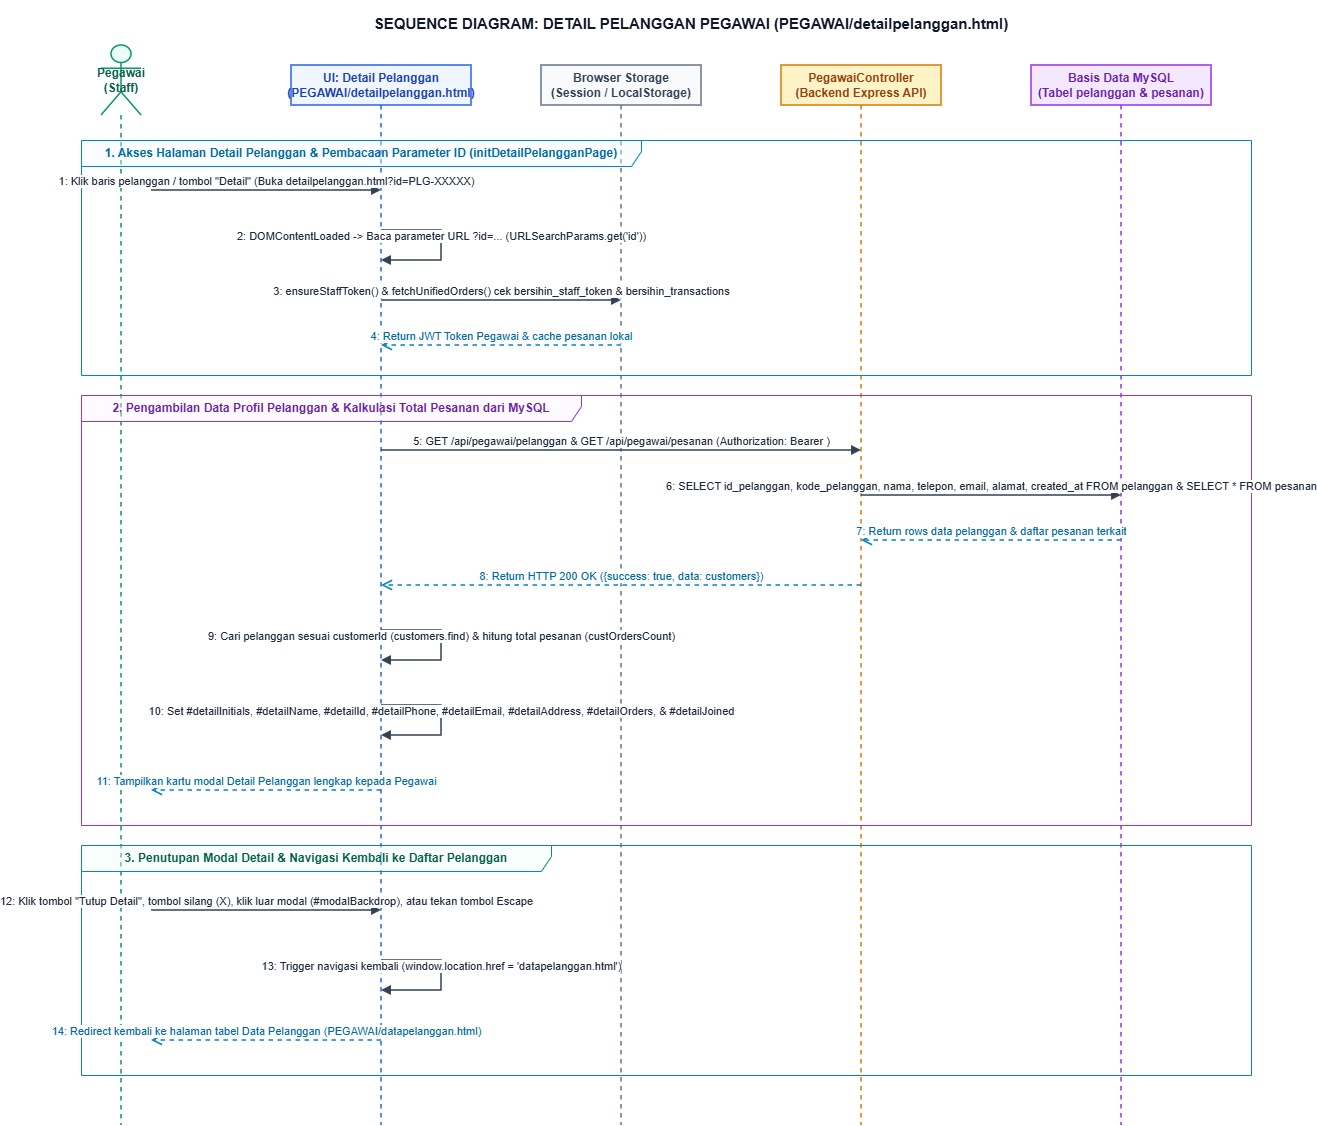 SEQUENCE DIAGRAM: DETAIL PELANGGAN PEGAWAI (PEGAWAI/detailpelanggan.html)
Pegawai
(Staff)
UI: Detail Pelanggan
(PEGAWAI/detailpelanggan.html)
Browser Storage
(Session / LocalStorage)
PegawaiController
(Backend Express API)
Basis Data MySQL
(Tabel pelanggan & pesanan)
1. Akses Halaman Detail Pelanggan & Pembacaan Parameter ID (initDetailPelangganPage)
1: Klik baris pelanggan / tombol "Detail" (Buka detailpelanggan.html?id=PLG-XXXXX)
2: DOMContentLoaded -> Baca parameter URL ?id=... (URLSearchParams.get('id'))
3: ensureStaffToken() & fetchUnifiedOrders() cek bersihin_staff_token & bersihin_transactions
4: Return JWT Token Pegawai & cache pesanan lokal
2. Pengambilan Data Profil Pelanggan & Kalkulasi Total Pesanan dari MySQL
5: GET /api/pegawai/pelanggan & GET /api/pegawai/pesanan (Authorization: Bearer )
6: SELECT id_pelanggan, kode_pelanggan, nama, telepon, email, alamat, created_at FROM pelanggan & SELECT * FROM pesanan
7: Return rows data pelanggan & daftar pesanan terkait
8: Return HTTP 200 OK ({success: true, data: customers})
9: Cari pelanggan sesuai customerId (customers.find) & hitung total pesanan (custOrdersCount)
10: Set #detailInitials, #detailName, #detailId, #detailPhone, #detailEmail, #detailAddress, #detailOrders, & #detailJoined
11: Tampilkan kartu modal Detail Pelanggan lengkap kepada Pegawai
3. Penutupan Modal Detail & Navigasi Kembali ke Daftar Pelanggan
12: Klik tombol "Tutup Detail", tombol silang (X), klik luar modal (#modalBackdrop), atau tekan tombol Escape
13: Trigger navigasi kembali (window.location.href = 'datapelanggan.html')
14: Redirect kembali ke halaman tabel Data Pelanggan (PEGAWAI/datapelanggan.html)